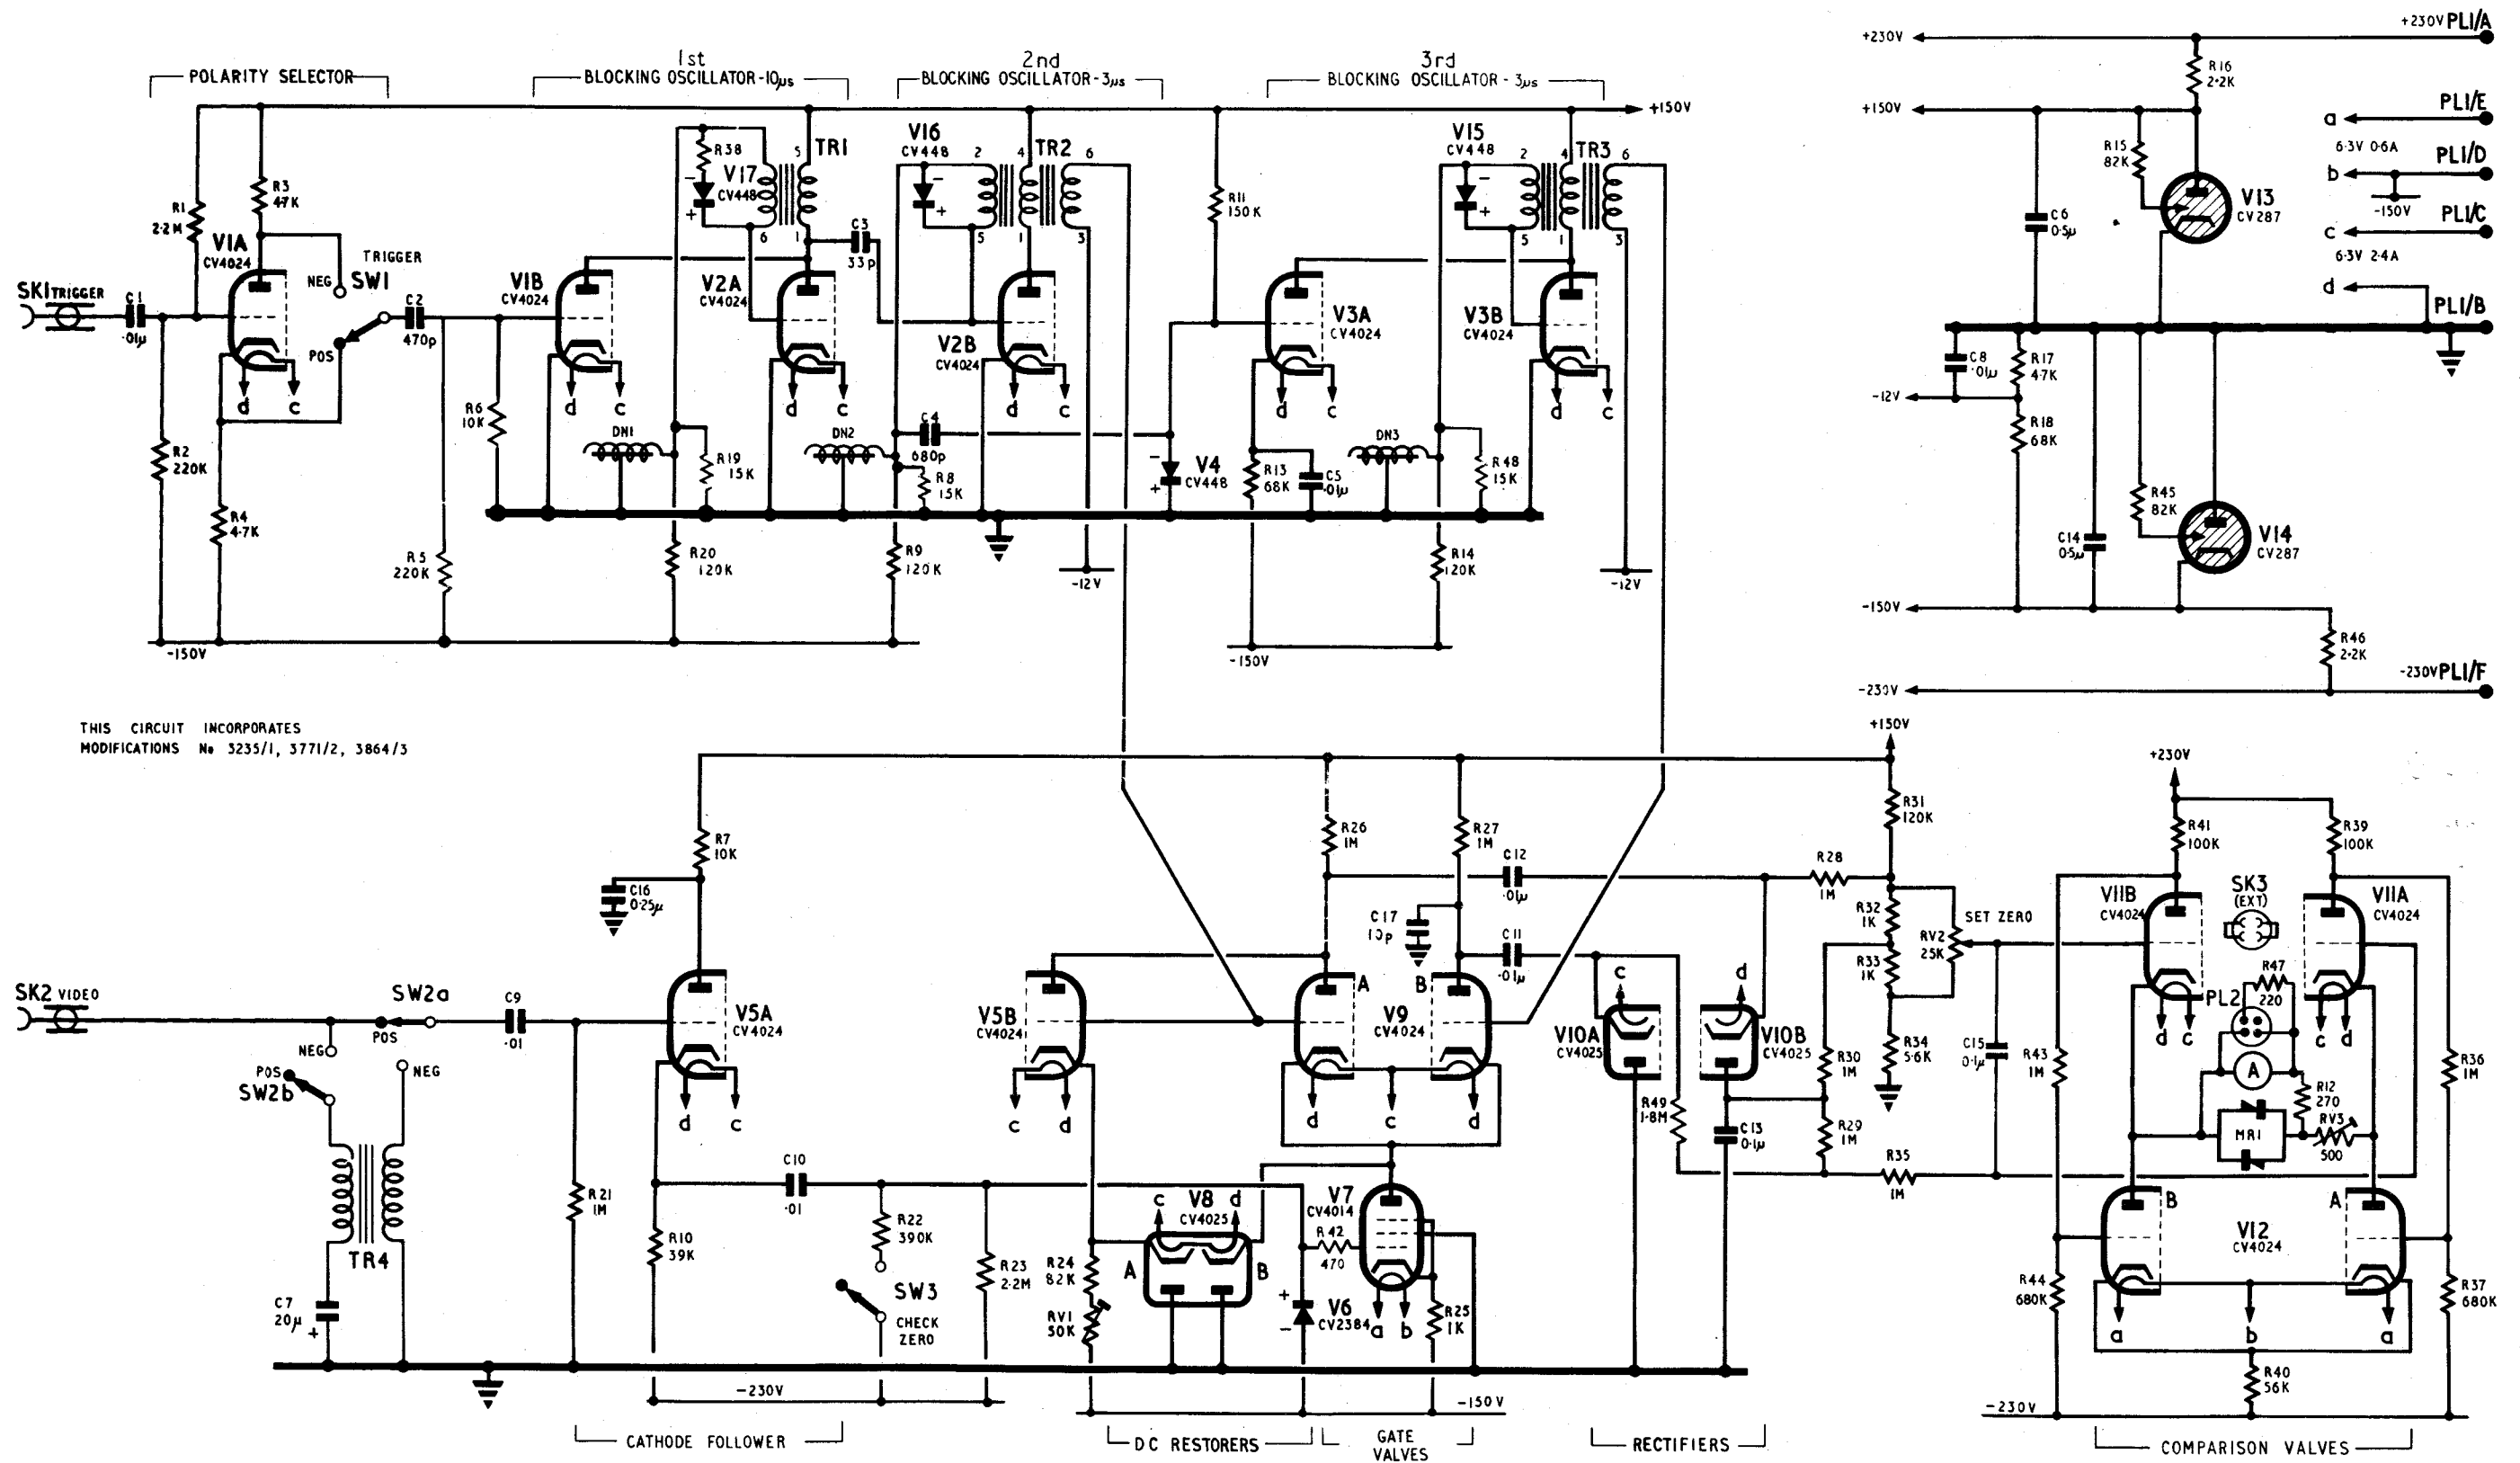 POLARITY SELECTOR
1st
BLOCKING OSCILLATOR-10µs
2nd
BLOCKING OSCILLATOR-3µs
3rd
BLOCKING OSCILLATOR - 3µs
+150V
R1
2·2M
R3
47K
V1A
CV4024
NEG
TRIGGER
SW1
POS
SK1 TRIGGER
C1
·01µ
C2
470p
R2
220K
R4
4·7K
d
c
R5
220K
R6
10K
V1B
CV4024
d
c
R38
V17
CV448
-
+
5
TR1
6
1
V2A
CV4024
d
c
C3
33p
DN1
R19
15K
R20
120K
V16
CV448
-
+
2
4
TR2
6
5
1
3
V2B
CV4024
d
c
DN2
C4
680p
R8
15K
R9
120K
-12V
-150V
R11
150K
V4
CV448
-
+
V3A
CV4024
d
c
R13
68K
C5
·01µ
DN3
V15
CV448
-
+
2
4
TR3
6
5
1
3
V3B
CV4024
d
c
R48
15K
R14
120K
-12V
-150V
+230V PL1/A
+230V
R16
2·2K
+150V
PL1/E
a
6·3V 0·6A
PL1/D
b
-150V
PL1/C
c
6·3V 2·4A
d
PL1/B
R15
82K
V13
CV287
C6
0·5µ
C8
·01µ
R17
4·7K
-12V
R18
68K
R45
82K
C14
0·5µ
V14
CV287
-150V
R46
2·2K
-230V PL1/F
-230V
THIS CIRCUIT INCORPORATES
MODIFICATIONS No 3235/1, 3771/2, 3864/3
+150V
R7
10K
C16
0·25µ
R26
1M
R27
1M
C12
·01µ
C17
10p
C11
·01µ
R28
1M
R31
120K
R32
1K
R33
1K
RV2
25K
SET ZERO
R34
5·6K
SK2 VIDEO
SW2a
POS
NEG
C9
·01
POS
SW2b
NEG
TR4
C7
20µ
+
R21
1M
V5A
CV4024
d
c
V5B
CV4024
c
d
A
B
V9
CV4024
d
c
d
c
V10A
CV4025
d
V10B
CV4025
R49
1·8M
R30
1M
R29
1M
C13
0·1µ
R35
1M
C15
0·1µ
R10
39K
C10
·01
R22
390K
SW3
CHECK
ZERO
R23
2·2M
R24
82K
RV1
50K
c
V8
d
CV4025
A
B
V7
CV4014
R42
470
+
V6
-
CV2384
a
b
R25
1K
-230V
-150V
+230V
R41
100K
R39
100K
V11B
CV4024
SK3
(EXT)
V11A
CV4024
R47
220
PL2
d
c
c
d
A
R12
270
RV3
500
MR1
R43
1M
R36
1M
B
A
V12
CV4024
R44
680K
R37
680K
a
b
a
R40
56K
-230V
CATHODE FOLLOWER
DC RESTORERS
GATE
VALVES
RECTIFIERS
COMPARISON VALVES